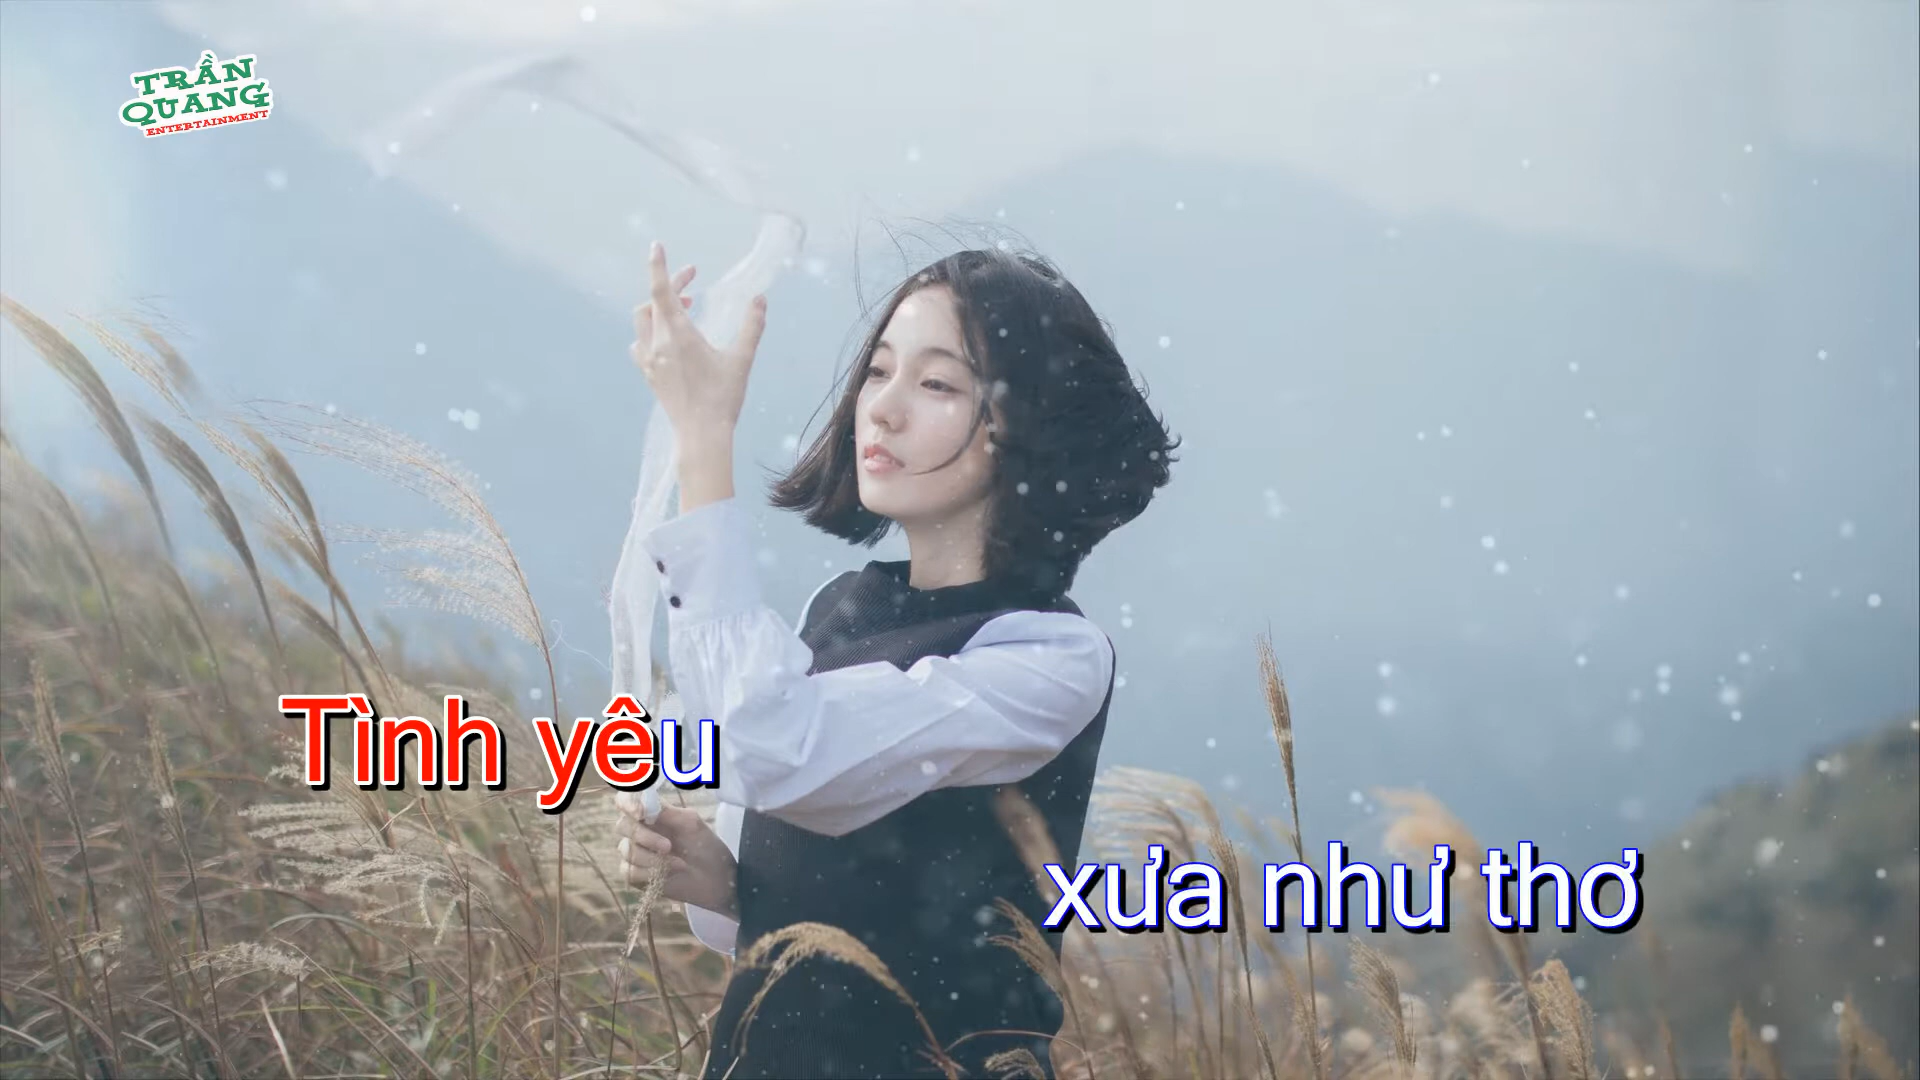 TRẦN
QUANG
ENTERTAINMENT
Tình yêu
xưa như thơ